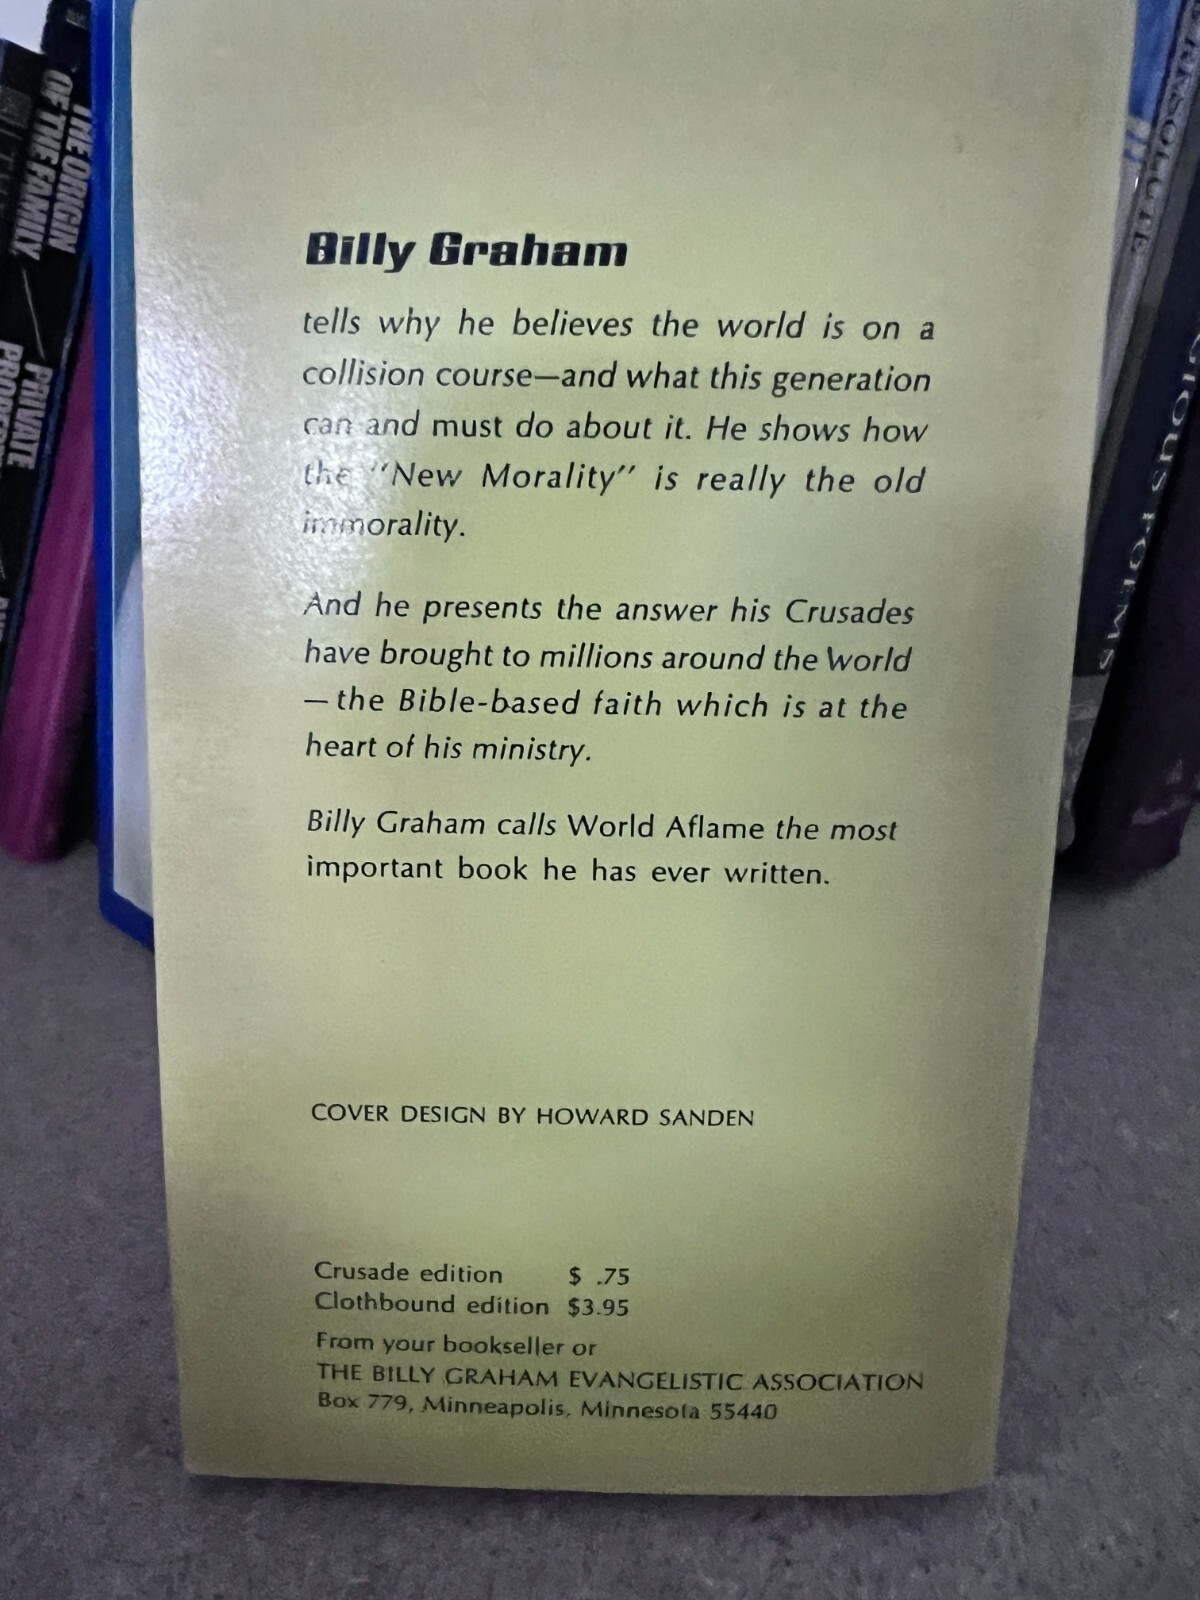 THE ORIGIN
OF THE FAMILY
PRIVATE
Billy Graham
tells why he believes the world is on a
collision course—and what this generation
can and must do about it. He shows how
the "New Morality" is really the old
immorality.
And he presents the answer his Crusades
have brought to millions around the World
— the Bible-based faith which is at the
heart of his ministry.
Billy Graham calls World Aflame the most
important book he has ever written.
COVER DESIGN BY HOWARD SANDEN
Crusade edition $ .75
Clothbound edition $3.95
From your bookseller or
THE BILLY GRAHAM EVANGELISTIC ASSOCIATION
Box 779, Minneapolis, Minnesota 55440
POEMS